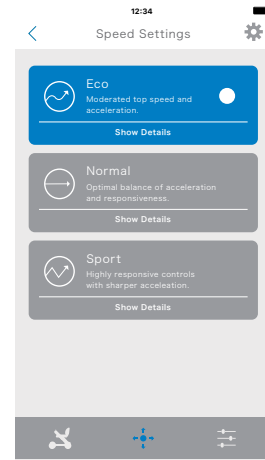 12:34
Speed Settings
Eco
Moderated top speed and
acceleration.
Show Details
Normal
Optimal balance of acceleration
and responsiveness.
Show Details
Sport
Highly responsive controls
with sharper acceleation.
Show Details